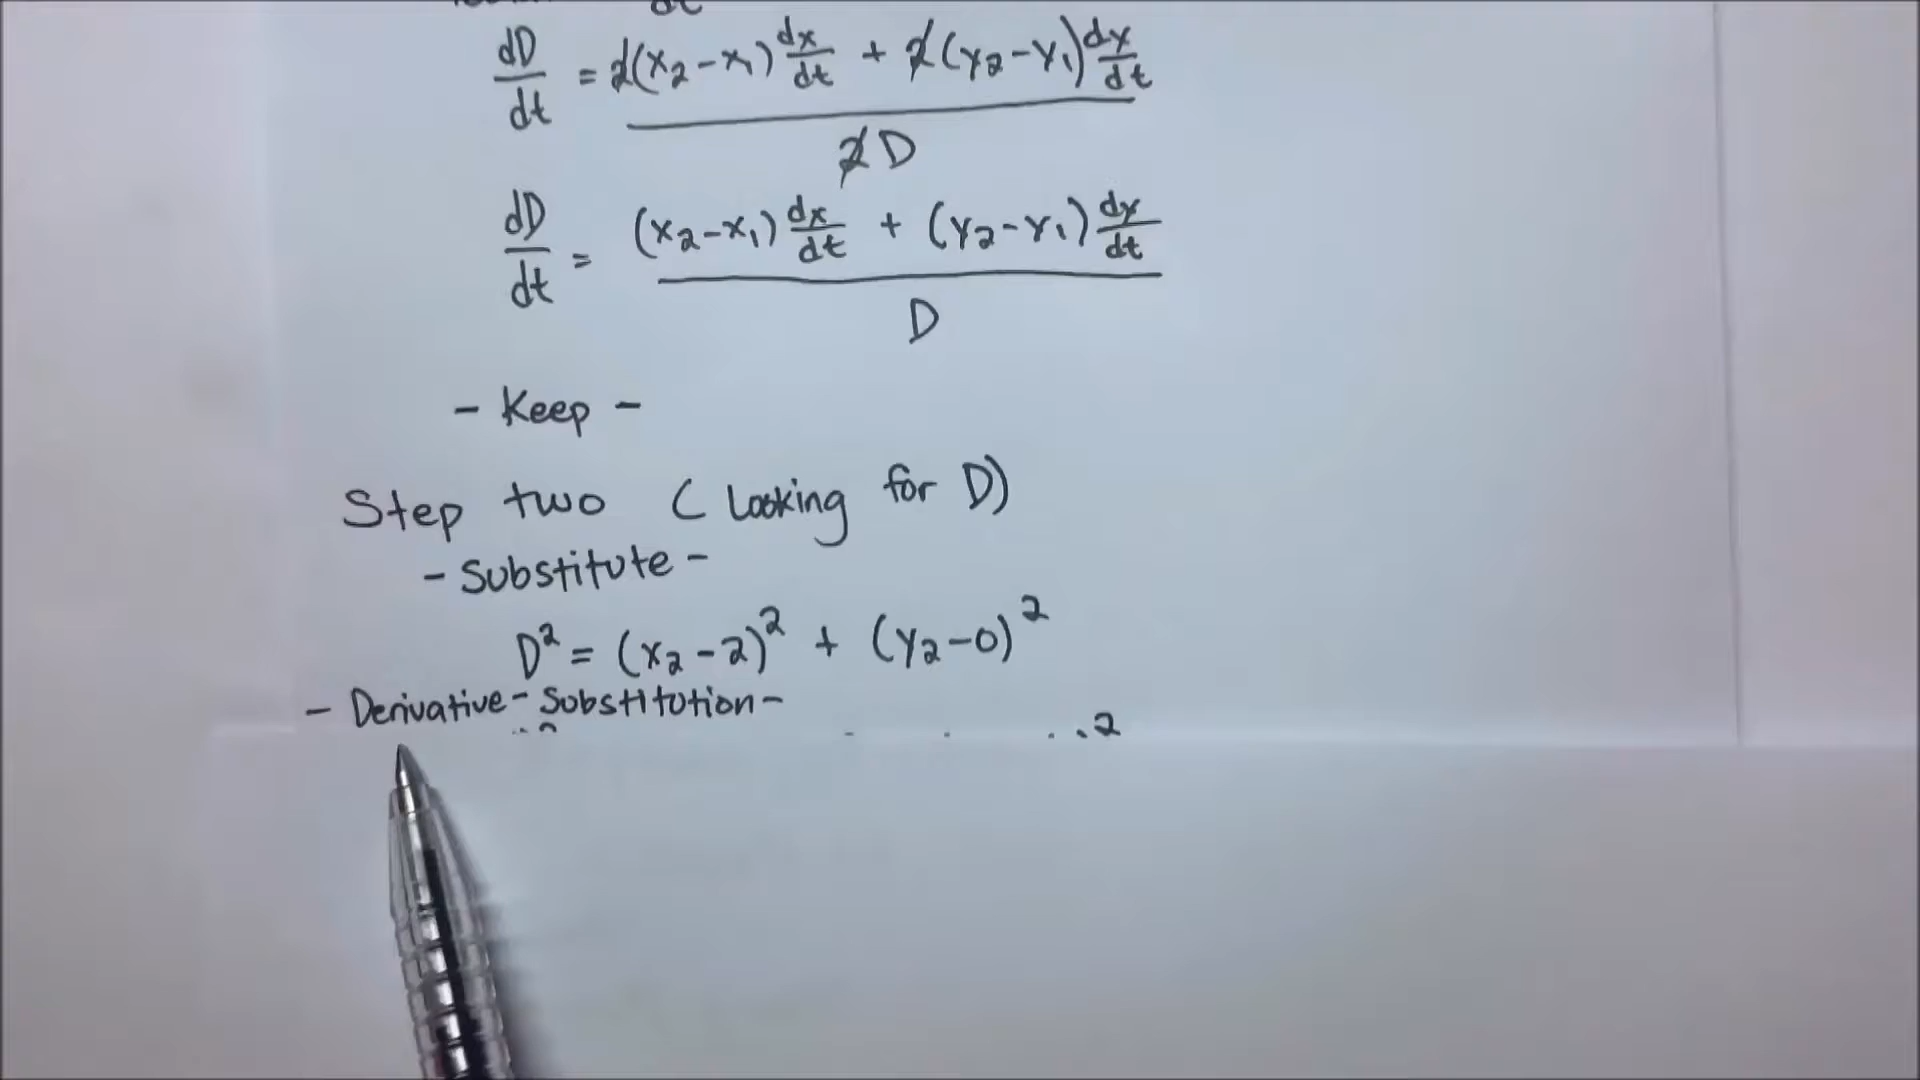 dD/dt = 2(x₂-x₁) dx/dt + 2(y₂-y₁) dy/dt
2D
dD/dt = (x₂-x₁) dx/dt + (y₂-y₁) dy/dt
D
- Keep -
Step two (Looking for D)
- Substitute -
D² = (x₂-2)² + (y₂-0)²
- Derivative - Substitution -